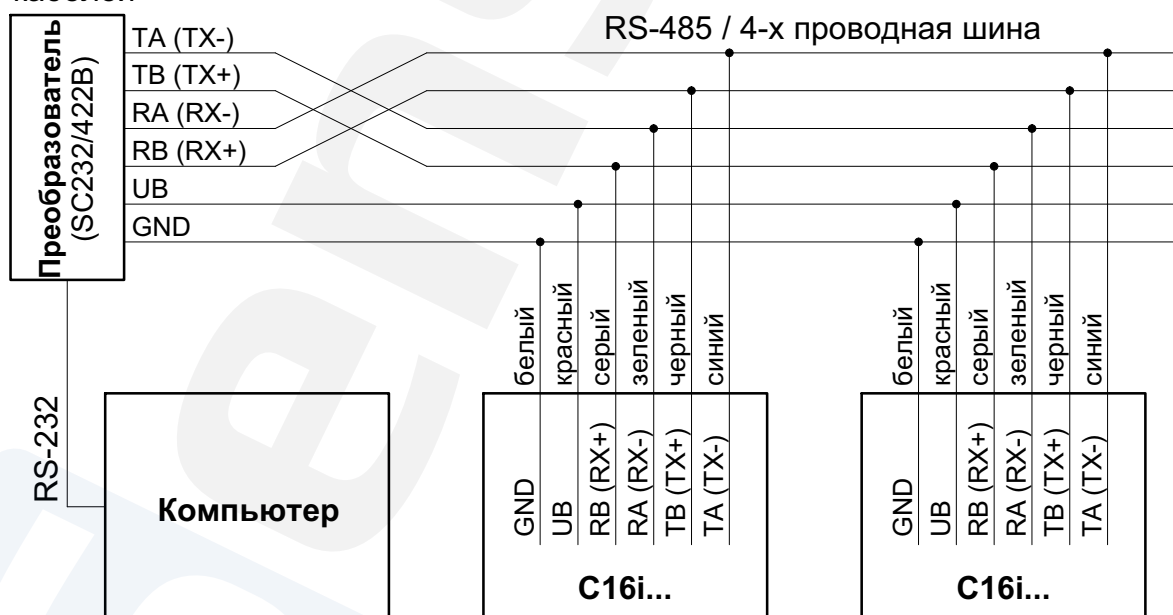 RS-485 / 4-х проводная шина
Преобразователь
(SC232/422B)
TA (TX-)
TB (TX+)
RA (RX-)
RB (RX+)
UB
GND
белый
красный
серый
зеленый
черный
синий
белый
красный
серый
зеленый
черный
синий
RS-232
Компьютер
GND
UB
RB (RX+)
RA (RX-)
TB (TX+)
TA (TX-)
C16i...
GND
UB
RB (RX+)
RA (RX-)
TB (TX+)
TA (TX-)
C16i...